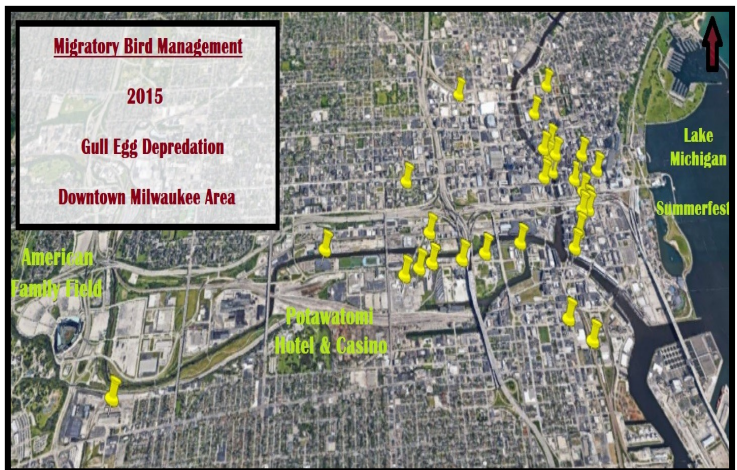 Migratory Bird Management
2015
Gull Egg Depredation
Downtown Milwaukee Area
Lake
Michigan
Summerfest
American
Family Field
Potawatomi
Hotel & Casino